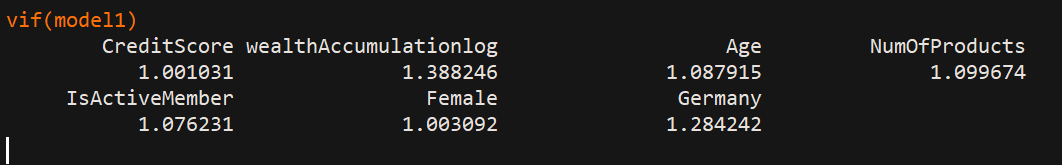 vif(model1)
CreditScore wealthAccumulationlog Age NumOfProducts
1.001031 1.388246 1.087915 1.099674
IsActiveMember Female Germany
1.076231 1.003092 1.284242